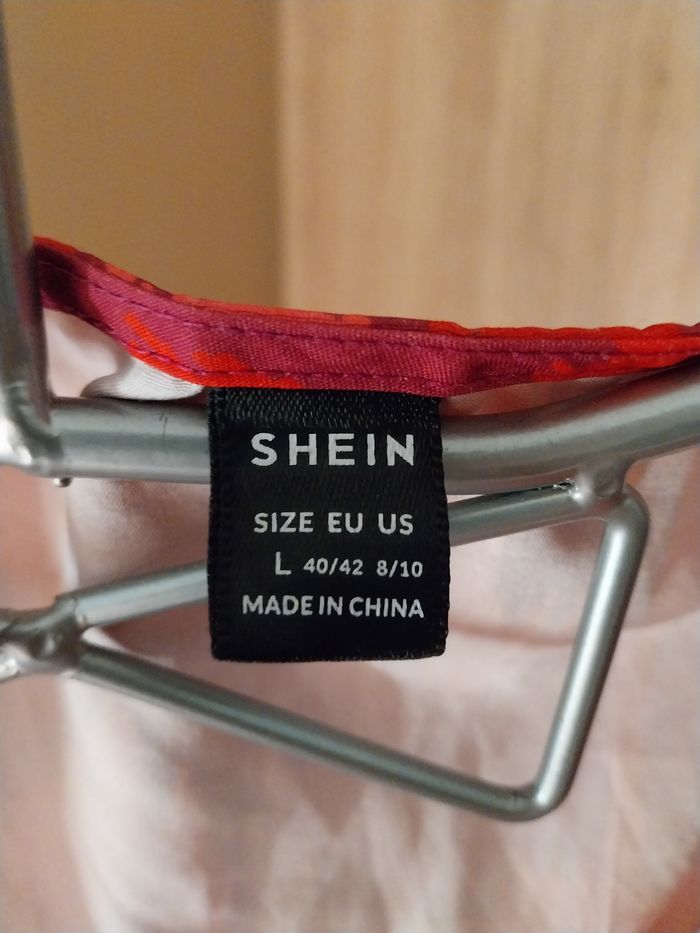 SHEIN
SIZE EU US
L 40/42 8/10
MADE IN CHINA